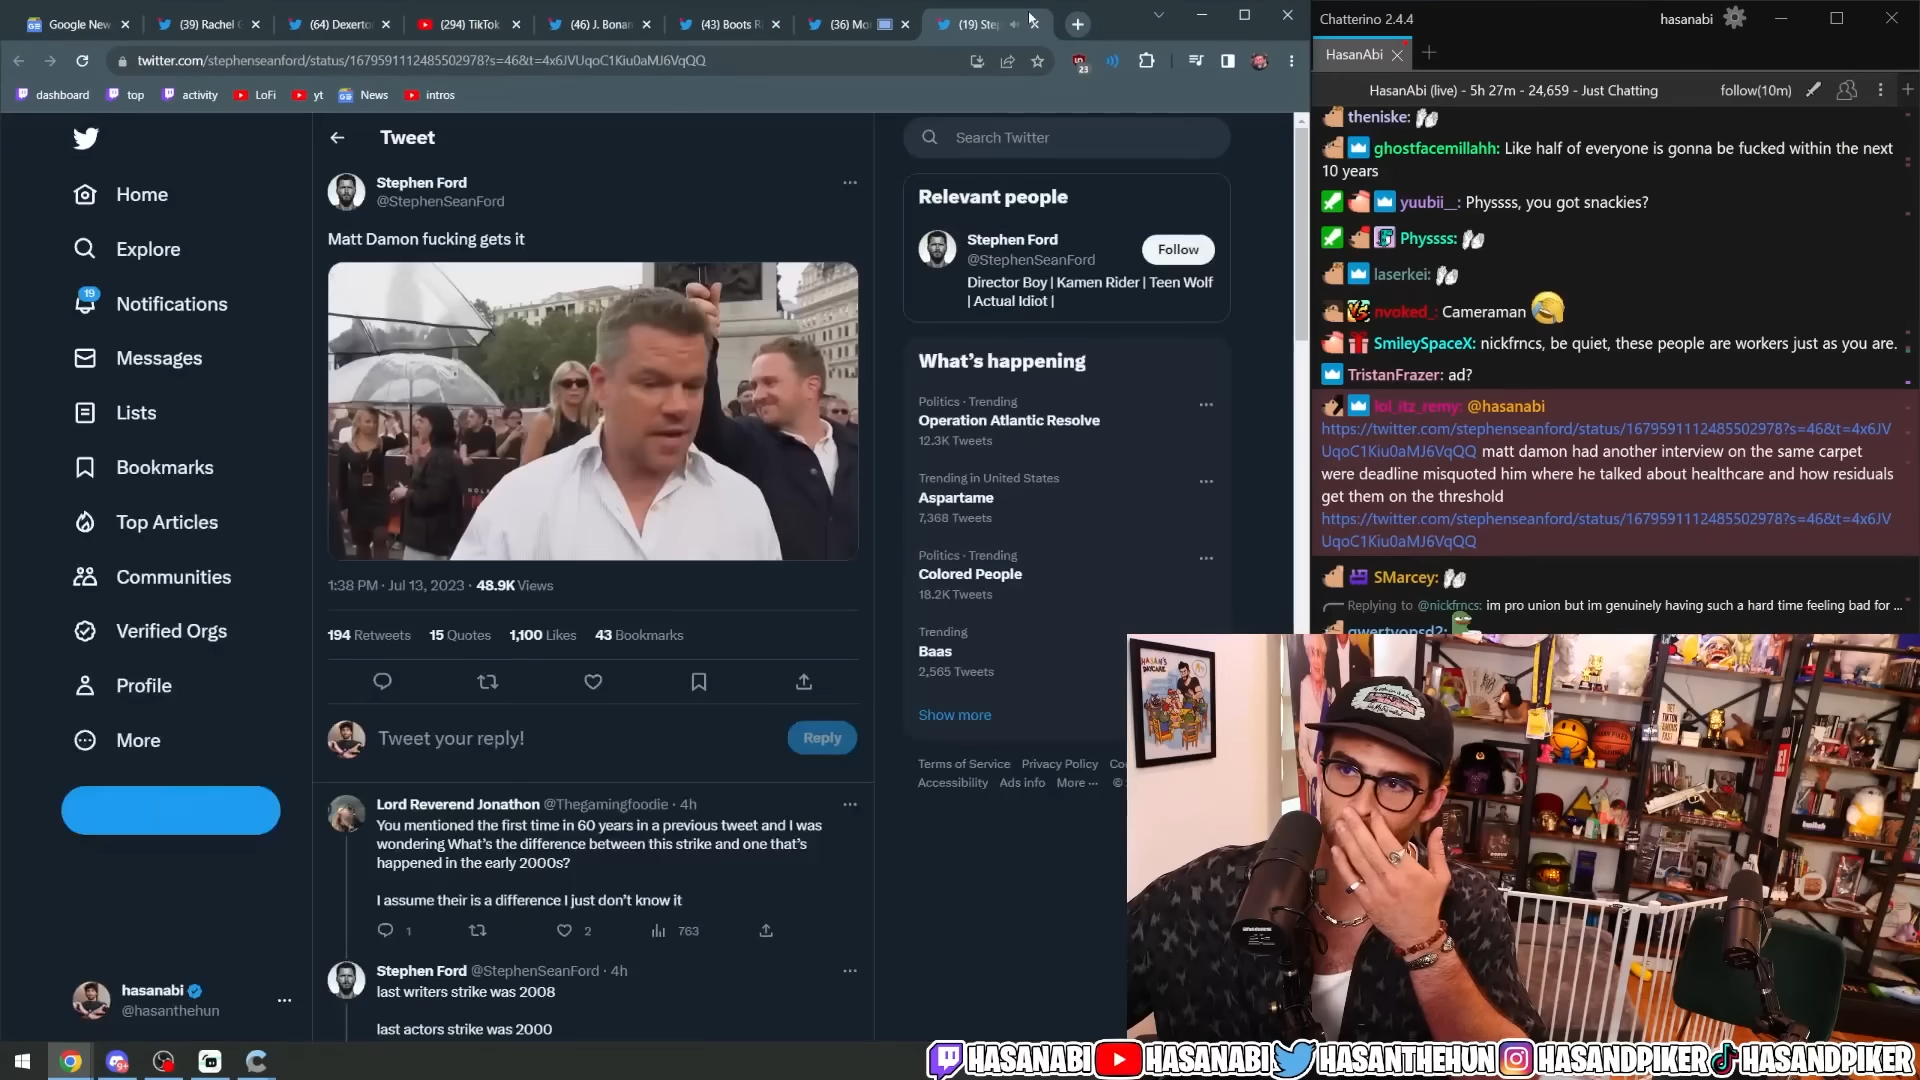 Google New
(39) Rachel
(64) Dexerto
(294) TikTok
(46) J. Bonan
(43) Boots R
(36) Mo
(19) Step
twitter.com/stephenseanford/status/1679591112485502978?s=46&t=4x6JVUqoC1Kiu0aMJ6VqQQ
23
dashboard
top
activity
LoFi
yt
News
intros
Home
Explore
19
Notifications
Messages
Lists
Bookmarks
Top Articles
Communities
Verified Orgs
Profile
More
hasanabi
@hasanthehun
Tweet
Stephen Ford
@StephenSeanFord
Matt Damon fucking gets it
1:38 PM · Jul 13, 2023 · 48.9K Views
194 Retweets 15 Quotes 1,100 Likes 43 Bookmarks
Tweet your reply!
Reply
Lord Reverend Jonathon @Thegamingfoodie · 4h
You mentioned the first time in 60 years in a previous tweet and I was
wondering What's the difference between this strike and one that's
happened in the early 2000s?
I assume their is a difference I just don't know it
1 2 763
Stephen Ford @StephenSeanFord · 4h
last writers strike was 2008
last actors strike was 2000
Search Twitter
Relevant people
Stephen Ford
@StephenSeanFord
Follow
Director Boy | Kamen Rider | Teen Wolf
| Actual Idiot |
What's happening
Politics · Trending
Operation Atlantic Resolve
12.3K Tweets
Trending in United States
Aspartame
7,368 Tweets
Politics · Trending
Colored People
18.2K Tweets
Trending
Baas
2,565 Tweets
Show more
Terms of Service Privacy Policy
Accessibility Ads info More ··· ©
Chatterino 2.4.4
hasanabi
HasanAbi
HasanAbi (live) - 5h 27m - 24,659 - Just Chatting
follow(10m)
theniske:
ghostfacemillahh: Like half of everyone is gonna be fucked within the next
10 years
yuubii__: Physsss, you got snackies?
Physsss:
laserkei:
nvoked_: Cameraman
SmileySpaceX: nickfrncs, be quiet, these people are workers just as you are.
TristanFrazer: ad?
lol_itz_remy: @hasanabi
https://twitter.com/stephenseanford/status/1679591112485502978?s=46&t=4x6JV
UqoC1Kiu0aMJ6VqQQ matt damon had another interview on the same carpet
were deadline misquoted him where he talked about healthcare and how residuals
get them on the threshold
https://twitter.com/stephenseanford/status/1679591112485502978?s=46&t=4x6JV
UqoC1Kiu0aMJ6VqQQ
SMarcey:
Replying to @nickfrncs: im pro union but im genuinely having such a hard time feeling bad for ...
qwertyopsd2:
HASAN'S
DAYCARE
HASANABI
HASANABI
HASANTHEHUN
HASANDPIKER
HASANDPIKER